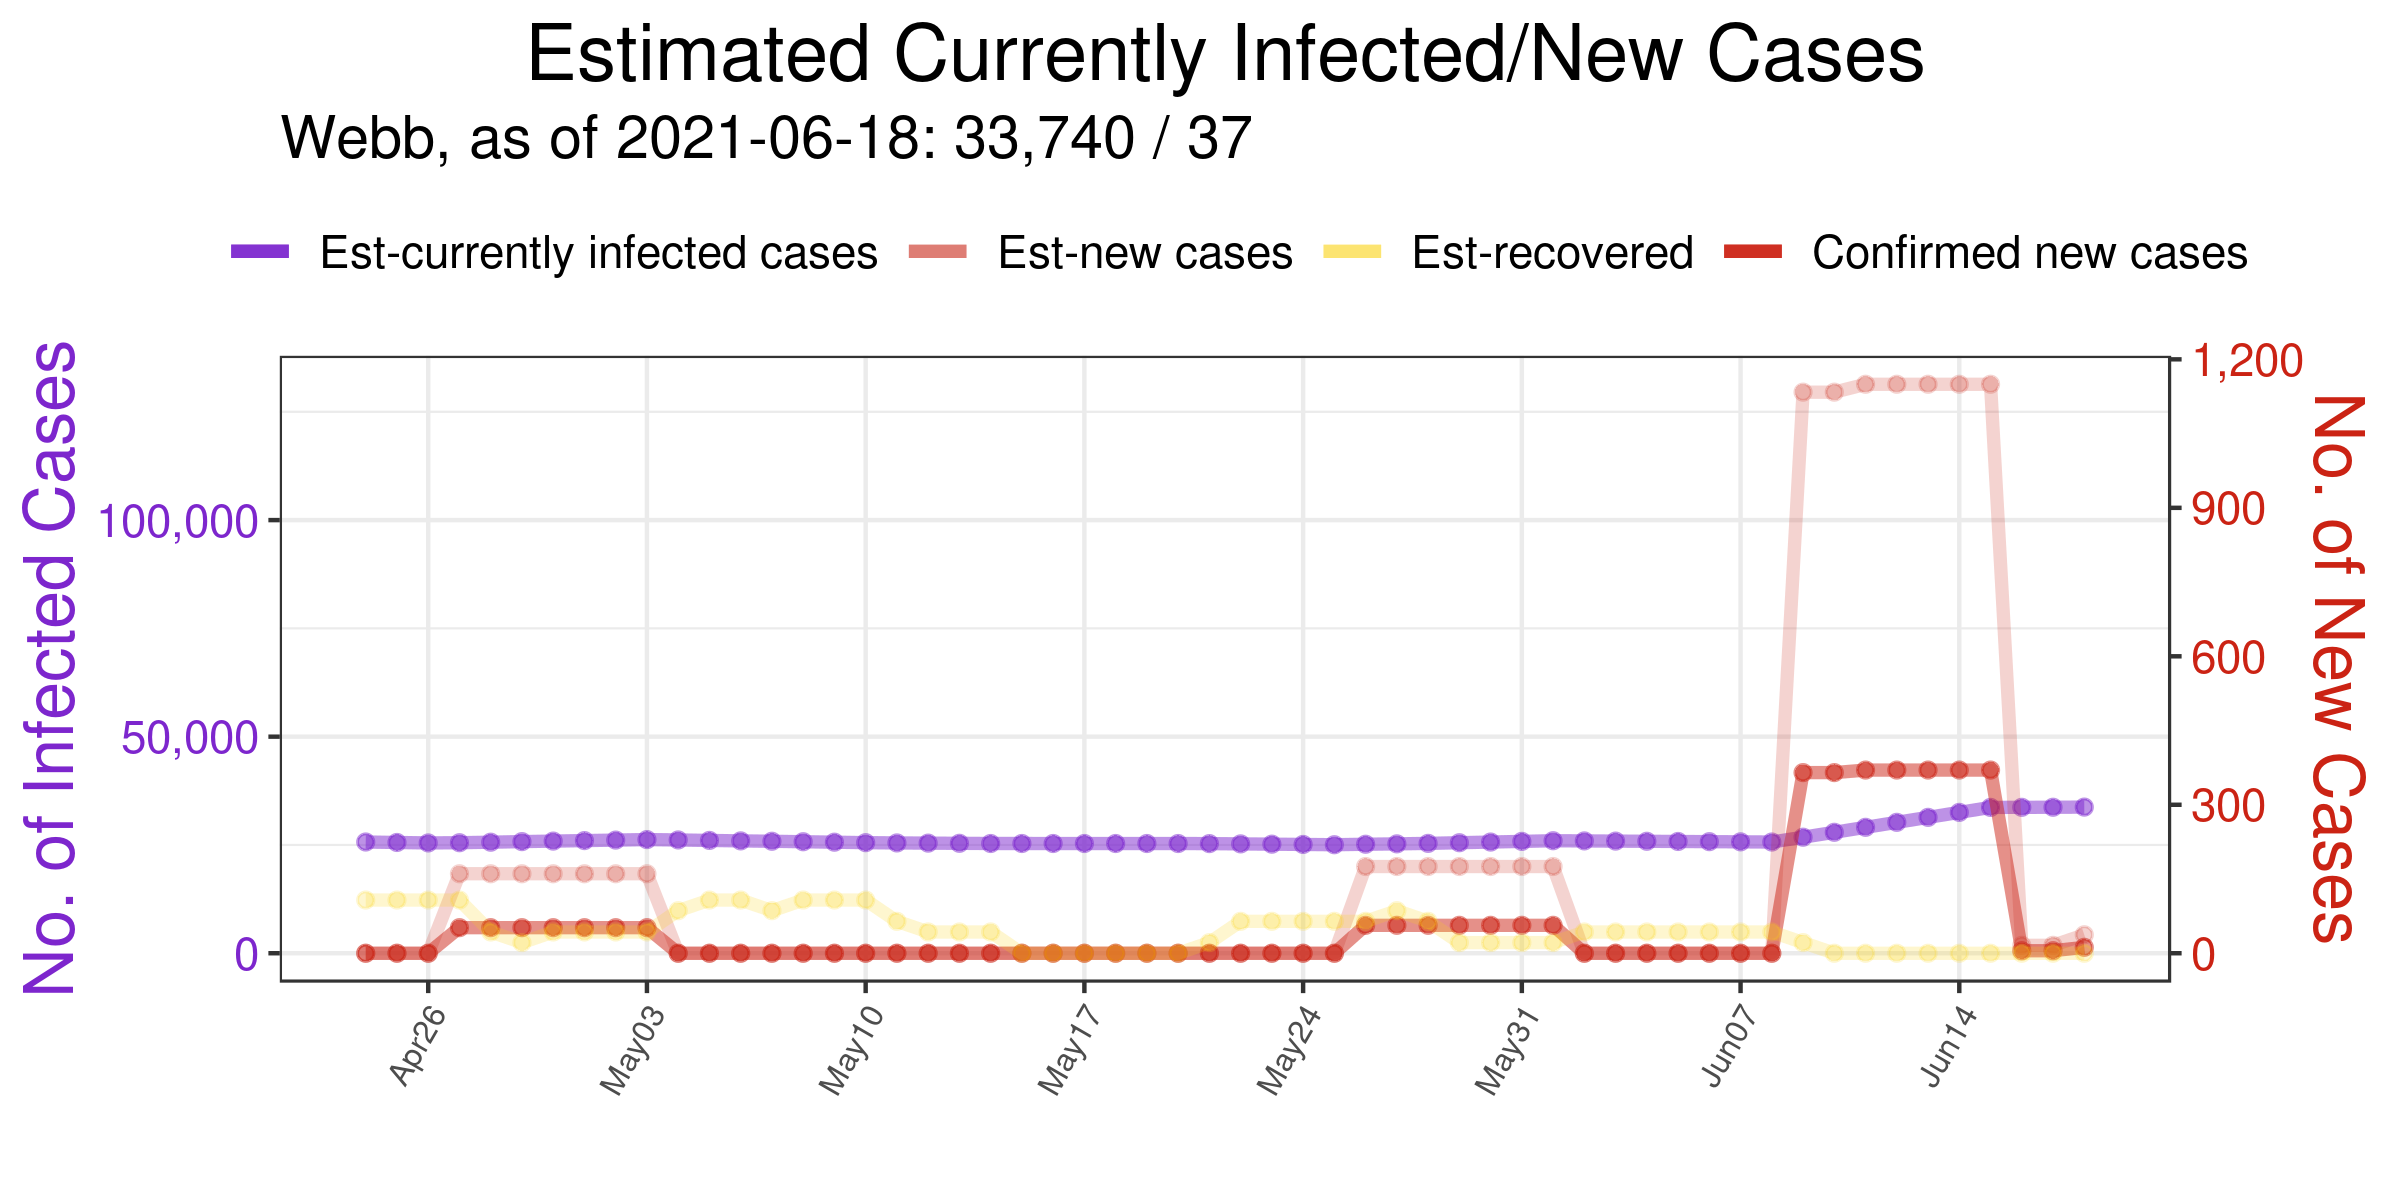 Estimated Currently Infected/New Cases
Webb, as of 2021-06-18: 33,740 / 37
Est-currently infected cases Est-new cases Est-recovered Confirmed new cases
No. of Infected Cases
100,000
50,000
0
1,200
900
600
300
0
No. of New Cases
Apr26 May03 May10 May17 May24 May31 Jun07 Jun14